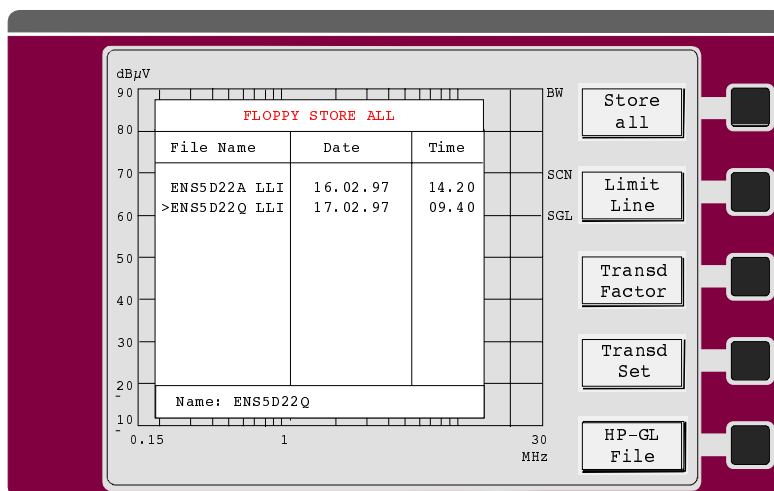 dBµV
90
80
70
60
50
40
30
20
10
FLOPPY STORE ALL
File Name Date Time
ENS5D22A LLI 16.02.97 14.20
>ENS5D22Q LLI 17.02.97 09.40
Name: ENS5D22Q
0.15 1 30
MHz
BW
SCN
SGL
Store
all
Limit
Line
Transd
Factor
Transd
Set
HP-GL
File